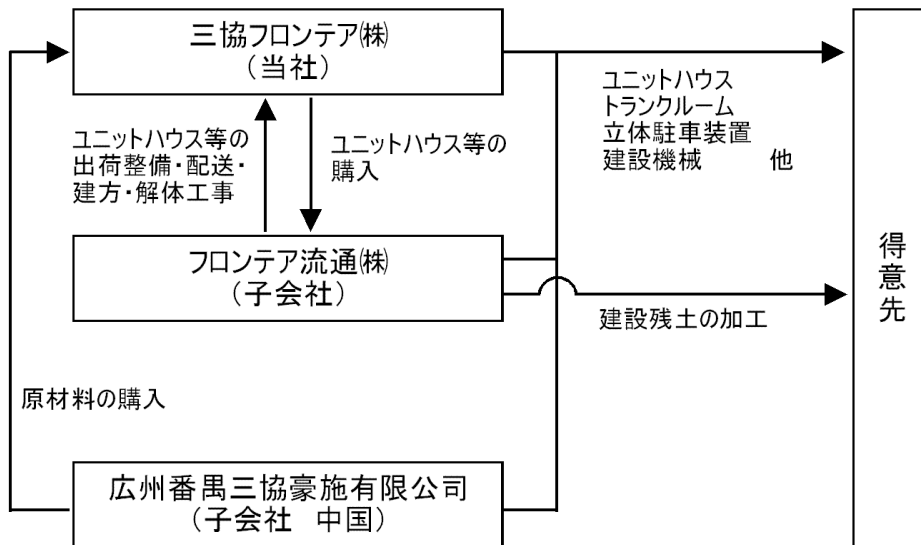 三協フロンテア㈱
(当社)
ユニットハウス等の
出荷整備・配送・
建方・解体工事
ユニットハウス等の
購入
ユニットハウス
トランクルーム
立体駐車装置
建設機械　　他
フロンテア流通㈱
(子会社)
建設残土の加工
得意先
原材料の購入
広州番禺三協豪施有限公司
(子会社　中国)